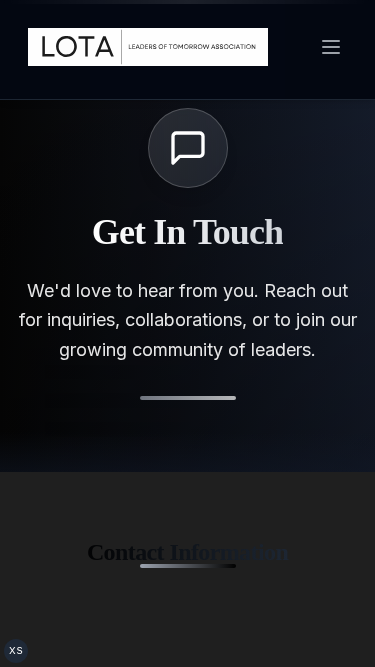 LOTA
LEADERS OF TOMORROW ASSOCIATION
Get In Touch
We'd love to hear from you. Reach out
for inquiries, collaborations, or to join our
growing community of leaders.
Contact Information
XS